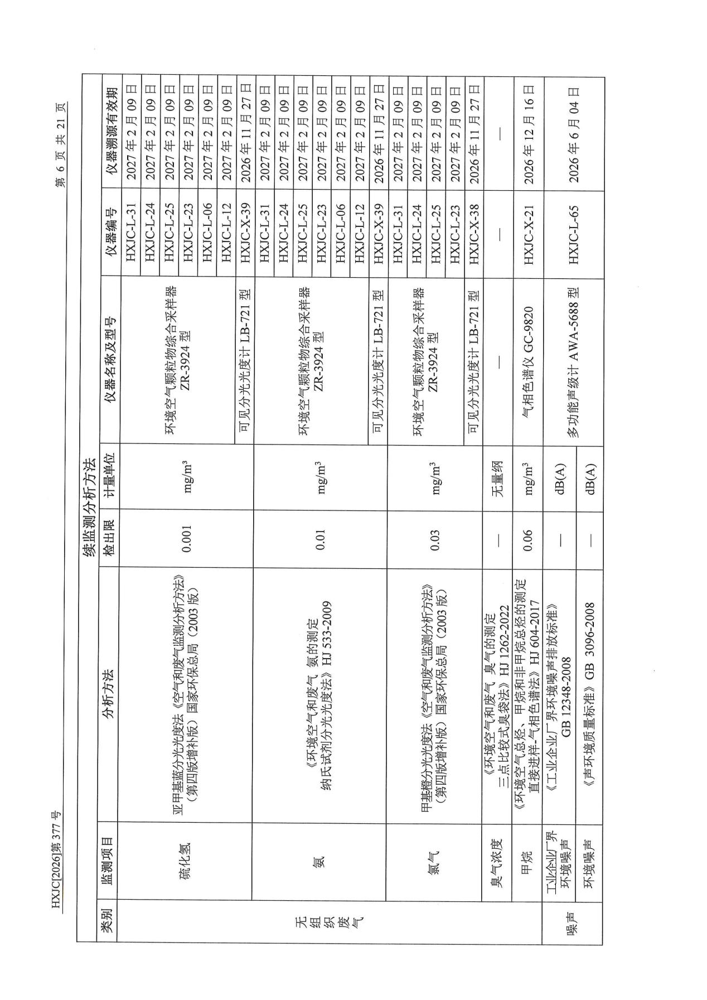 HXJC[2026]第 377 号
第 6 页 共 21 页
续监测分析方法
类别 监测项目 分析方法 检出限 计量单位 仪器名称及型号 仪器编号 仪器溯源有效期
无组织废气
硫化氢
亚甲基蓝分光光度法《空气和废气监测分析方法》
（第四版增补版）国家环保总局（2003 版）
0.001
mg/m³
环境空气颗粒物综合采样器
ZR-3924 型
HXJC-L-31 2027 年 2 月 09 日
HXJC-L-24 2027 年 2 月 09 日
HXJC-L-25 2027 年 2 月 09 日
HXJC-L-23 2027 年 2 月 09 日
HXJC-L-06 2027 年 2 月 09 日
HXJC-L-12 2027 年 2 月 09 日
可见分光光度计 LB-721 型 HXJC-X-39 2026 年 11 月 27 日
氨
《环境空气和废气 氨的测定
纳氏试剂分光光度法》HJ 533-2009
0.01
mg/m³
环境空气颗粒物综合采样器
ZR-3924 型
HXJC-L-31 2027 年 2 月 09 日
HXJC-L-24 2027 年 2 月 09 日
HXJC-L-25 2027 年 2 月 09 日
HXJC-L-23 2027 年 2 月 09 日
HXJC-L-06 2027 年 2 月 09 日
HXJC-L-12 2027 年 2 月 09 日
可见分光光度计 LB-721 型 HXJC-X-39 2026 年 11 月 27 日
氯气
甲基橙分光光度法《空气和废气监测分析方法》
（第四版增补版）国家环保总局（2003 版）
0.03
mg/m³
环境空气颗粒物综合采样器
ZR-3924 型
HXJC-L-31 2027 年 2 月 09 日
HXJC-L-24 2027 年 2 月 09 日
HXJC-L-25 2027 年 2 月 09 日
HXJC-L-23 2027 年 2 月 09 日
可见分光光度计 LB-721 型 HXJC-X-38 2026 年 11 月 27 日
臭气浓度
《环境空气和废气 臭气的测定
三点比较式臭袋法》HJ 1262-2022
— 无量纲 — — —
甲烷
《环境空气总烃、甲烷和非甲烷总烃的测定
直接进样-气相色谱法》HJ 604-2017
0.06 mg/m³ 气相色谱仪 GC-9820 HXJC-X-21 2026 年 12 月 16 日
噪声
工业企业厂界
环境噪声
《工业企业厂界环境噪声排放标准》
GB 12348-2008
— dB(A)
多功能声级计 AWA-5688 型 HXJC-L-65 2026 年 6 月 04 日
环境噪声 《声环境质量标准》GB 3096-2008 — dB(A)